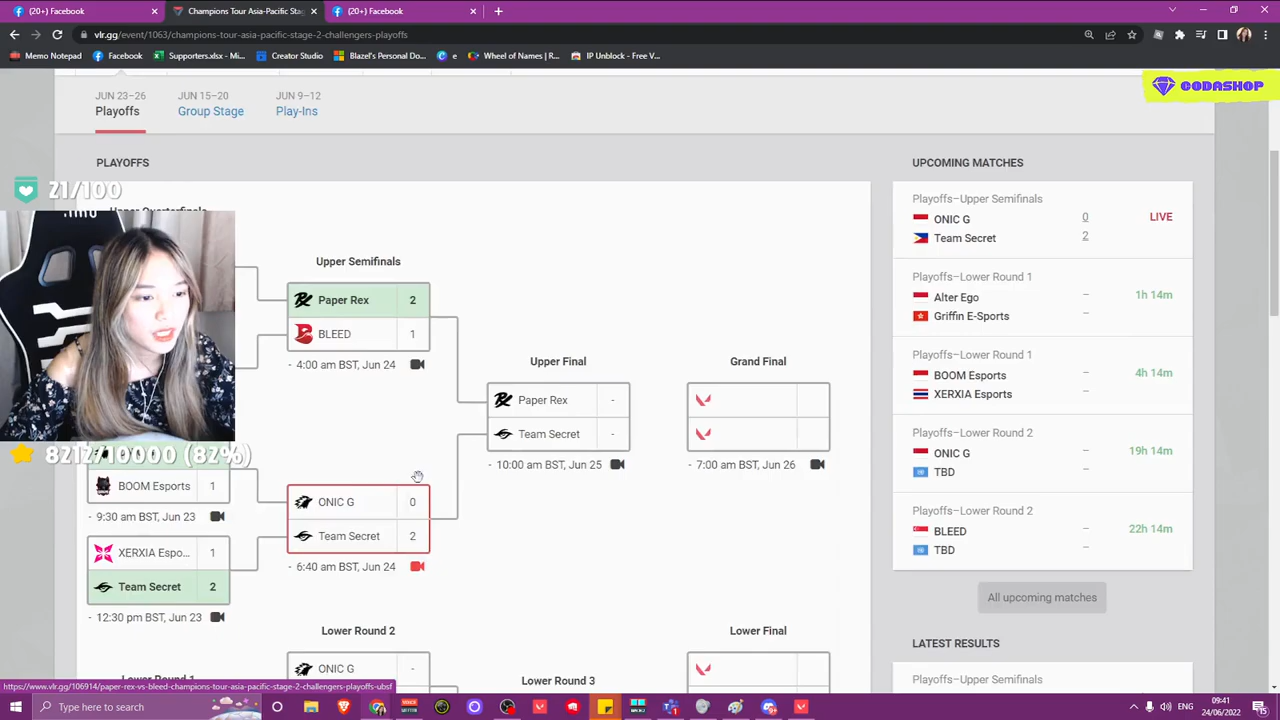 (20+) Facebook
Champions Tour Asia-Pacific Stag
(20+) Facebook
vlr.gg/event/1063/champions-tour-asia-pacific-stage-2-challengers-playoffs
Memo Notepad
Facebook
Supporters.xlsx - Mi...
Creator Studio
Blazel's Personal Do...
e
Wheel of Names | R...
IP Unblock - Free V...
CODASHOP
JUN 23–26
JUN 15–20
JUN 9–12
Playoffs
Group Stage
Play-Ins
PLAYOFFS
21/100
Upper Quarterfinals
Upper Semifinals
Paper Rex 2
BLEED 1
4:00 am BST, Jun 24
Upper Final
Paper Rex -
Team Secret -
10:00 am BST, Jun 25
Grand Final
7:00 am BST, Jun 26
8212/10000 (82%)
BOOM Esports 1
9:30 am BST, Jun 23
XERXIA Espo... 1
Team Secret 2
12:30 pm BST, Jun 23
ONIC G 0
Team Secret 2
6:40 am BST, Jun 24
Lower Round 2
ONIC G -
Lower Final
Lower Round 1
Lower Round 3
UPCOMING MATCHES
Playoffs–Upper Semifinals
ONIC G 0 LIVE
Team Secret 2
Playoffs–Lower Round 1
Alter Ego – 1h 14m
Griffin E-Sports –
Playoffs–Lower Round 1
BOOM Esports – 4h 14m
XERXIA Esports –
Playoffs–Lower Round 2
ONIC G – 19h 14m
TBD –
Playoffs–Lower Round 2
BLEED – 22h 14m
TBD –
All upcoming matches
LATEST RESULTS
Playoffs–Upper Semifinals
https://www.vlr.gg/106914/paper-rex-vs-bleed-champions-tour-asia-pacific-stage-2-challengers-playoffs-ubsf
Type here to search
09:41
24/06/2022